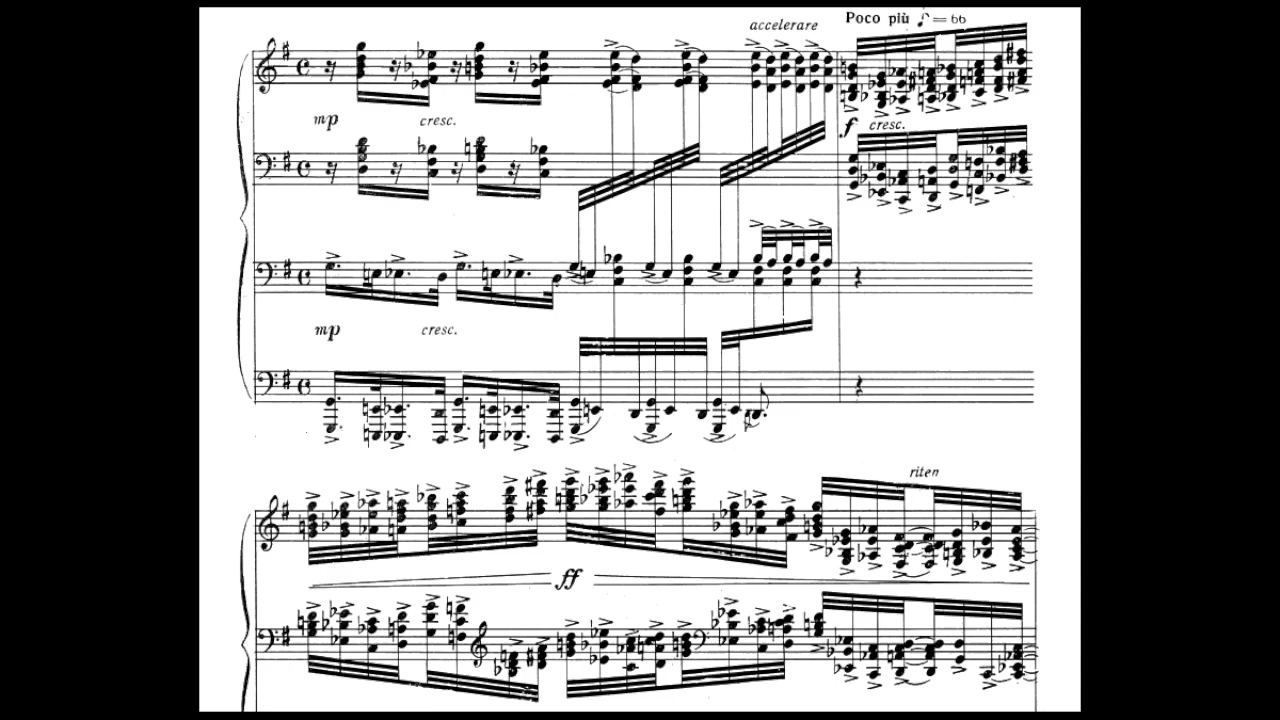 accelerare
Poco più ♪ = 66
mp cresc.
f cresc.
mp cresc.
riten
ff